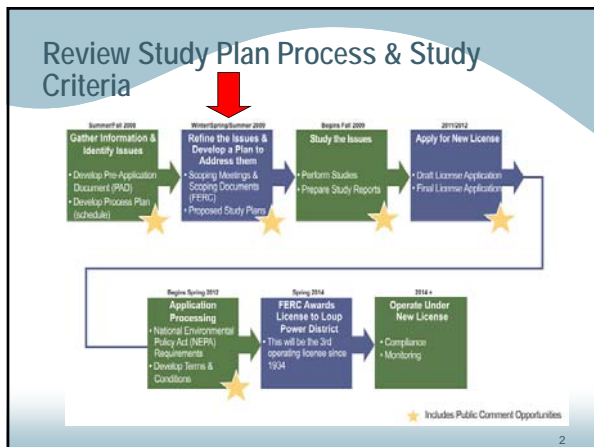 Review Study Plan Process & Study
Criteria
Summer/Fall 2008
Gather Information &
Identify Issues
• Develop Pre-Application
Document (PAD)
• Develop Process Plan
(schedule)
Winter/Spring/Summer 2009
Refine the Issues &
Develop a Plan to
Address them
• Scoping Meetings &
Scoping Documents
(FERC)
• Proposed Study Plans
Begins Fall 2009
Study the Issues
• Perform Studies
• Prepare Study Reports
2011/2012
Apply for New License
• Draft License Application
• Final License Application
Begins Spring 2012
Application
Processing
• National Environmental
Policy Act (NEPA)
Requirements
• Develop Terms &
Conditions
Spring 2014
FERC Awards
License to Loup
Power District
• This will be the 3rd
operating license since
1934
2014 +
Operate Under
New License
• Compliance
• Monitoring
Includes Public Comment Opportunities
2